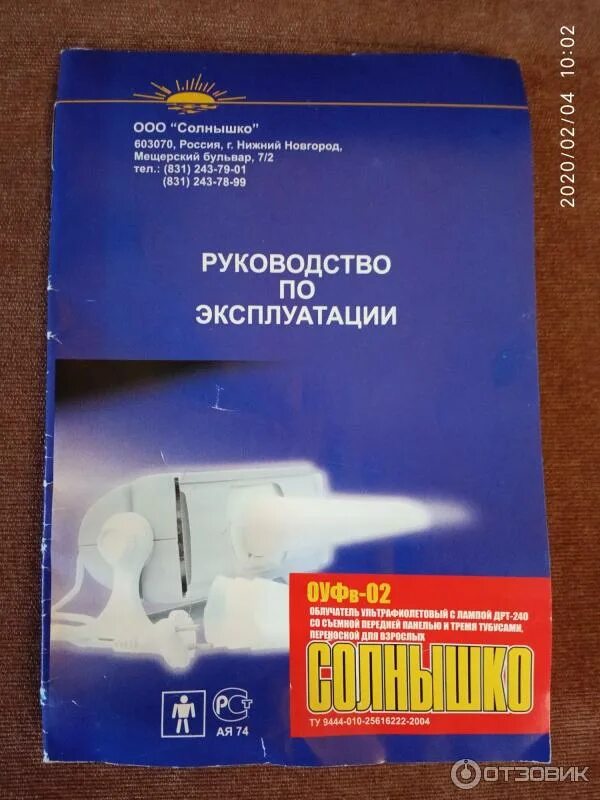 ООО "Солнышко"
603070, Россия, г. Нижний Новгород,
Мещерский бульвар, 7/2
тел.: (831) 243-79-01
(831) 243-78-99
2020/02/04 10:02
РУКОВОДСТВО
ПО
ЭКСПЛУАТАЦИИ
ОУФв-02
ОБЛУЧАТЕЛЬ УЛЬТРАФИОЛЕТОВЫЙ С ЛАМПОЙ ДРТ-240
СО СЪЕМНОЙ ПЕРЕДНЕЙ ПАНЕЛЬЮ И ТРЕМЯ ТУБУСАМИ,
ПЕРЕНОСКОЙ ДЛЯ ВЗРОСЛЫХ
СОЛНЫШКО
ТУ 9444-010-25616222-2004
РСТ
АЯ 74
ОТЗОВИК